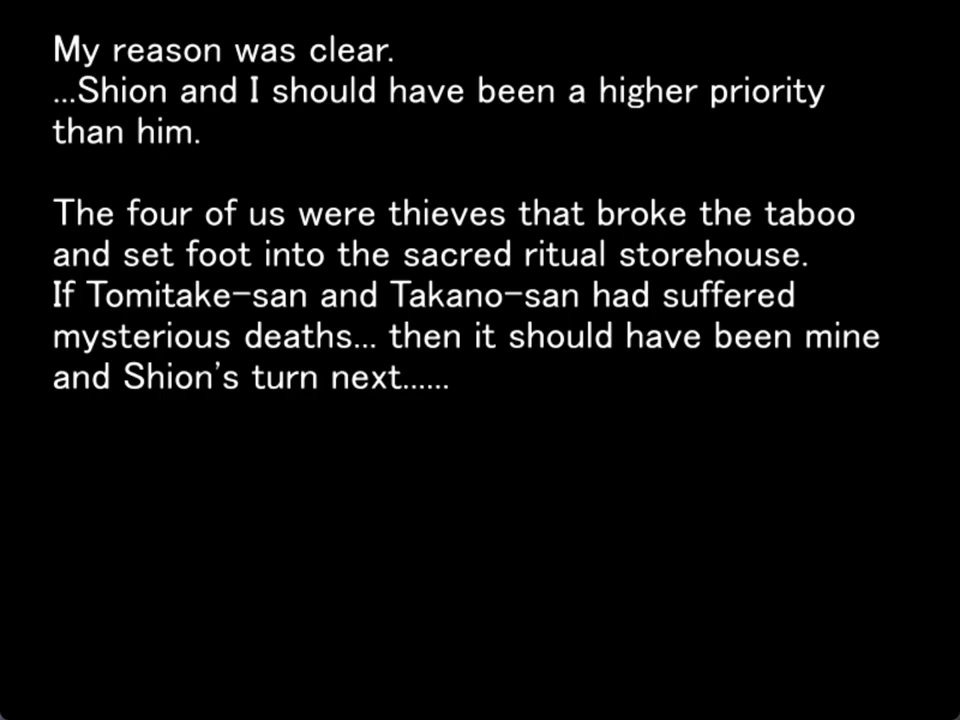 My reason was clear.
...Shion and I should have been a higher priority
than him.
The four of us were thieves that broke the taboo
and set foot into the sacred ritual storehouse.
If Tomitake-san and Takano-san had suffered
mysterious deaths... then it should have been mine
and Shion's turn next......